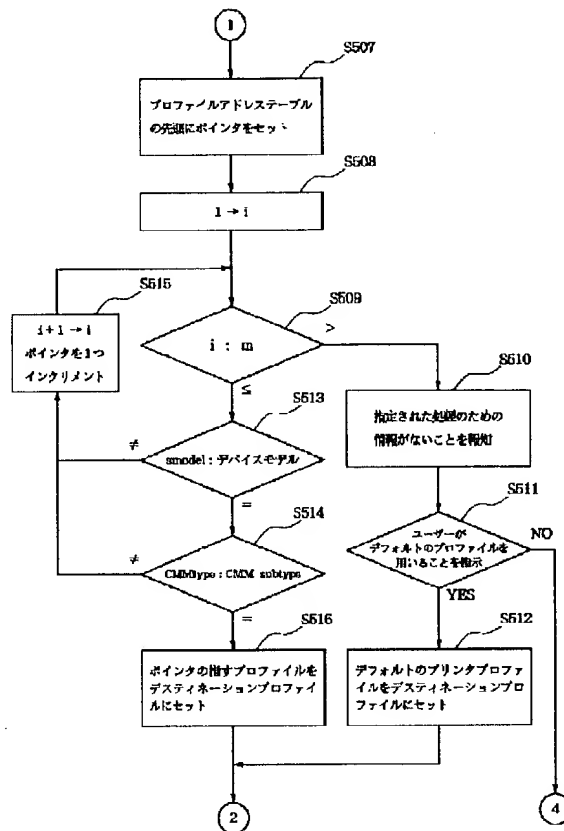 1
S507
プロファイルアドレステーブル
の先頭にポインタをセット
S508
1→i
S515
i+1→i
ポインタを1つ
インクリメント
S509
i : m
>
≤
S510
指定された処理のための
情報がないことを報知
S513
≠
smodel:デバイスモデル
=
S511
ユーザーが
デフォルトのプロファイルを
用いることを指示
NO
YES
S514
≠
CMMtype:CMM subtype
=
S516
ポインタの指すプロファイルを
デスティネーションプロファ
イルにセット
S512
デフォルトのプリンタプロファ
イルをデスティネーションプロ
ファイルにセット
2
4